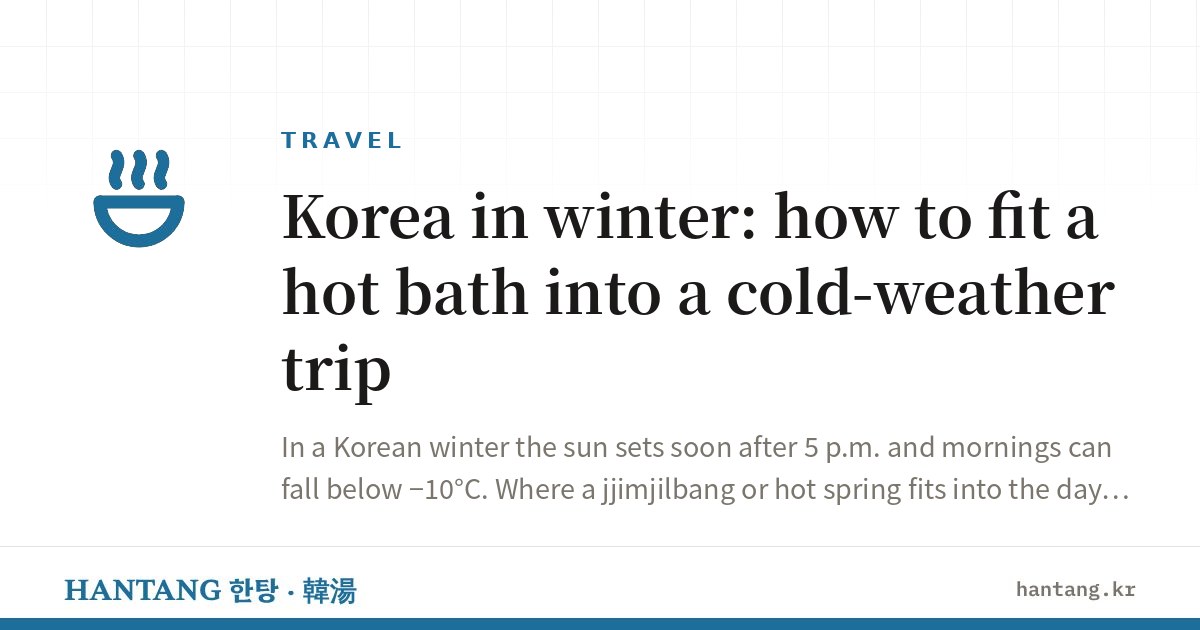 TRAVEL
Korea in winter: how to fit a
hot bath into a cold-weather
trip
In a Korean winter the sun sets soon after 5 p.m. and mornings can
fall below −10°C. Where a jjimjilbang or hot spring fits into the day…
HANTANG 한탕 · 韓湯
hantang.kr